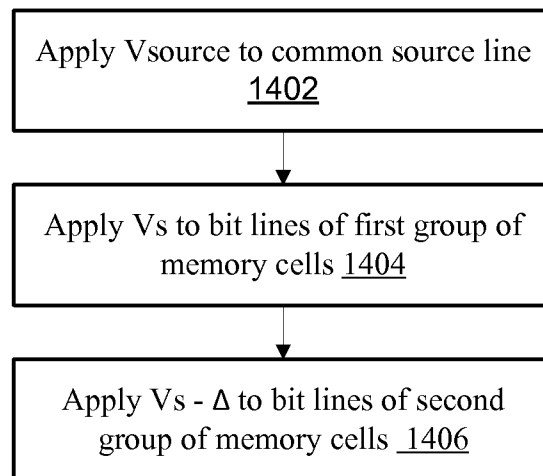 Apply Vsource to common source line
1402
Apply Vs to bit lines of first group of
memory cells 1404
Apply Vs - Δ to bit lines of second
group of memory cells 1406